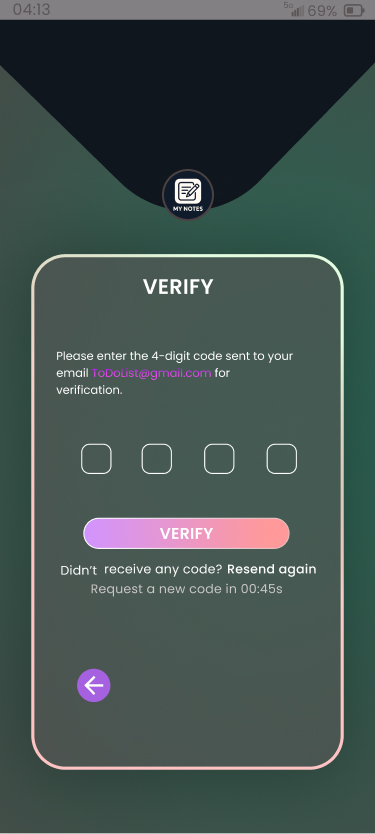 04:13
5G 69%
MY NOTES
VERIFY
Please enter the 4-digit code sent to your
email ToDoList@gmail.com for
verification.
VERIFY
Didn't receive any code? Resend again
Request a new code in 00:45s